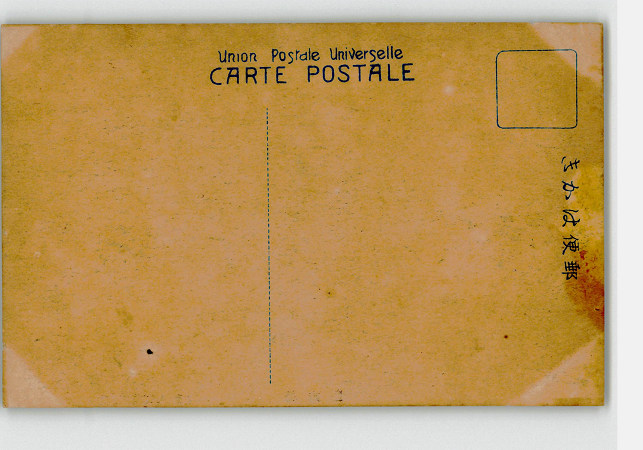 Union Postale Universelle
CARTE POSTALE
きかは便郵